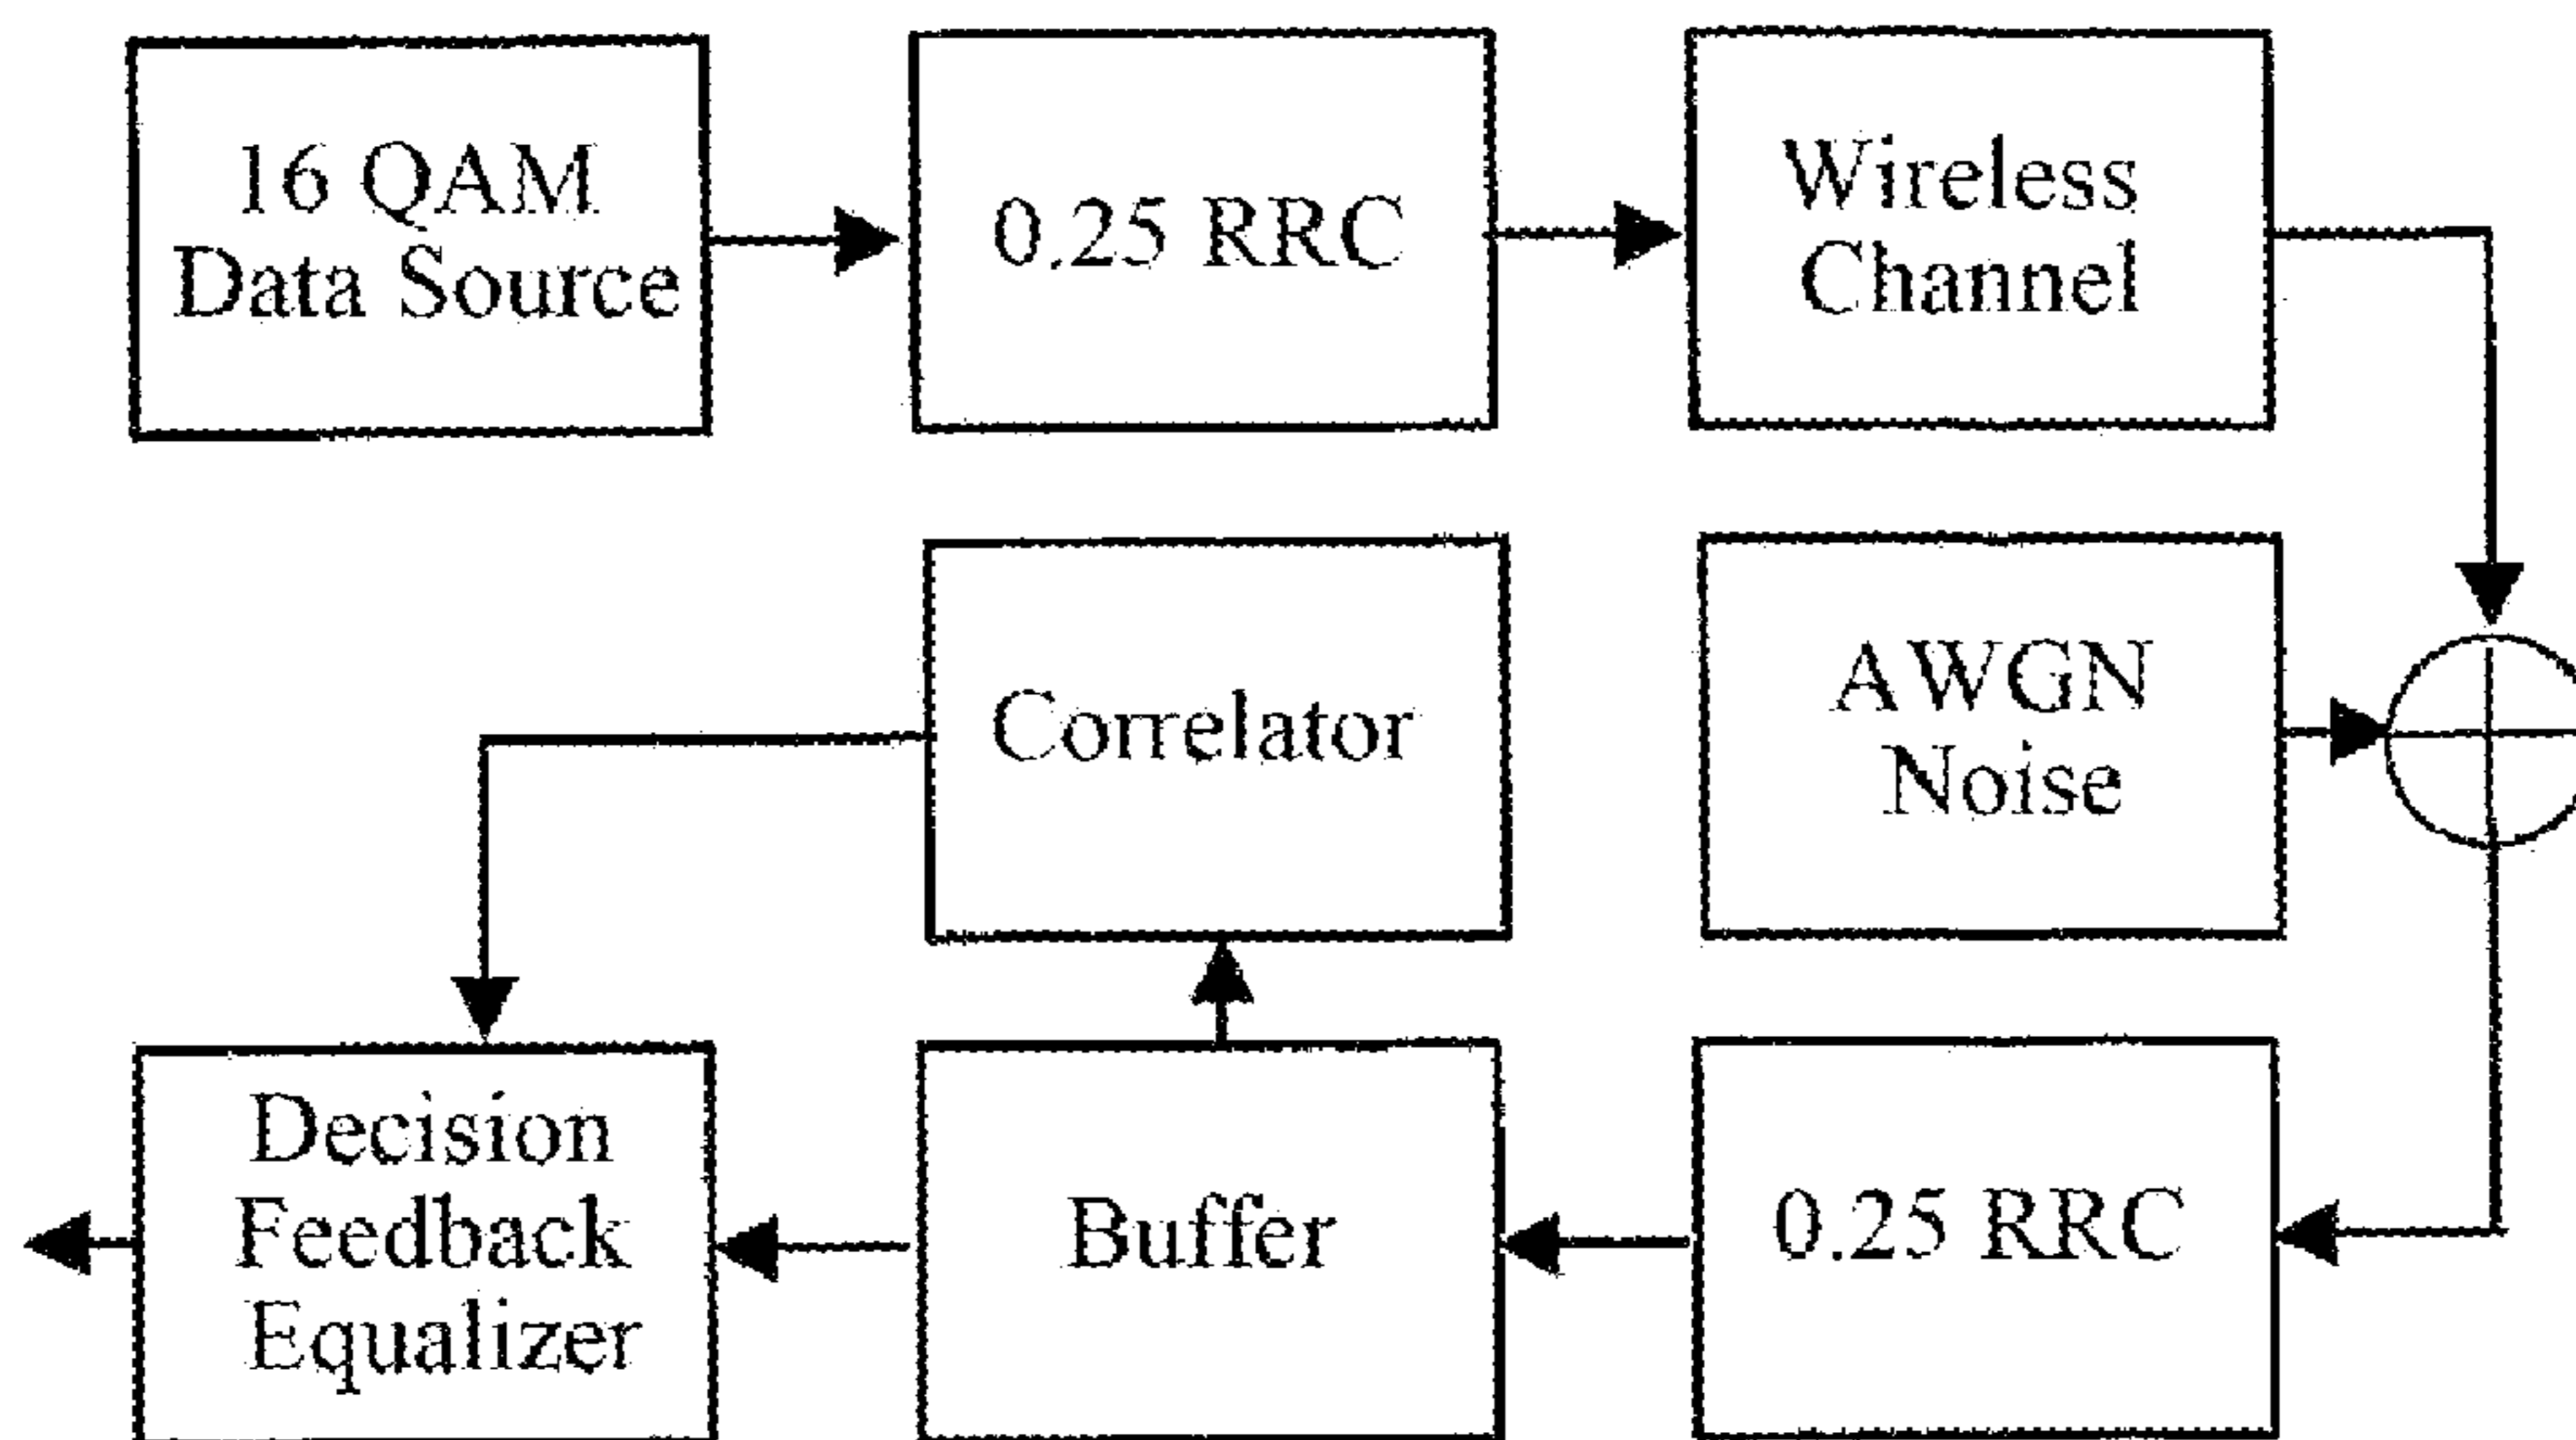 16 QAM
Data Source
0.25 RRC
Wireless
Channel
Correlator
AWGN
Noise
Decision
Feedback
Equalizer
Buffer
0.25 RRC